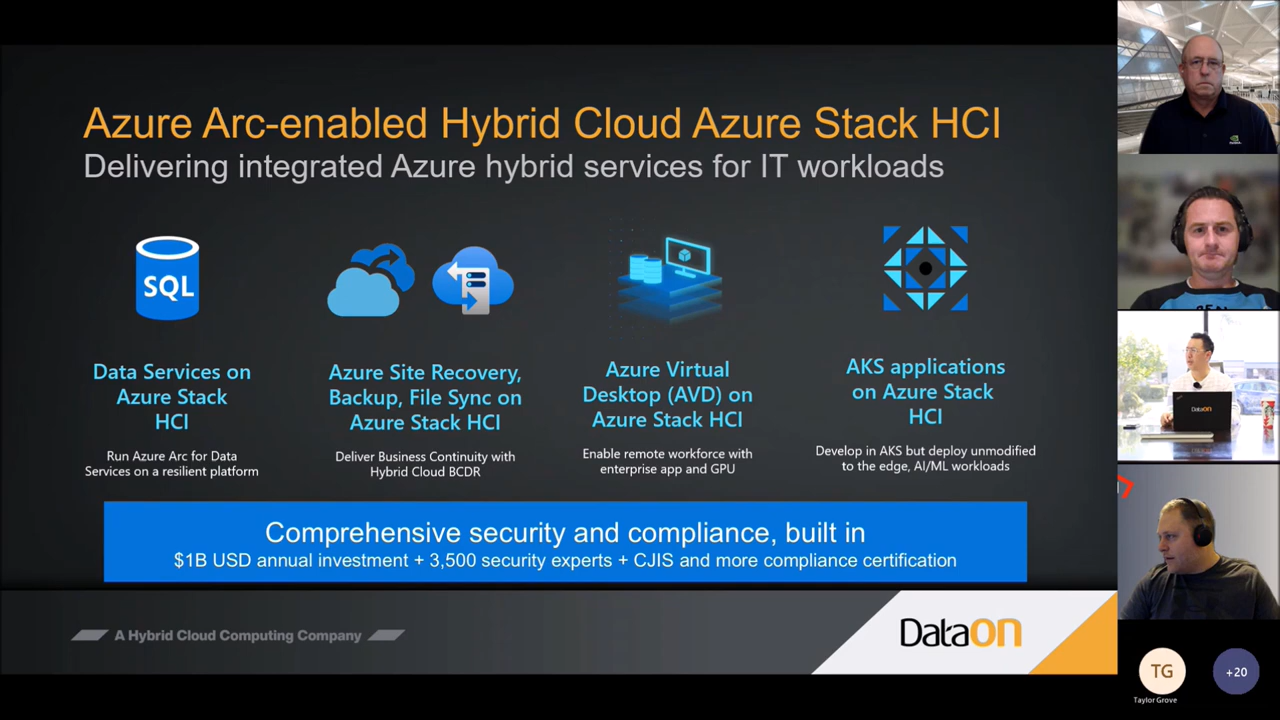 Azure Arc-enabled Hybrid Cloud Azure Stack HCI
Delivering integrated Azure hybrid services for IT workloads
SQL
Data Services on
Azure Stack
HCI
Run Azure Arc for Data
Services on a resilient platform
Azure Site Recovery,
Backup, File Sync on
Azure Stack HCI
Deliver Business Continuity with
Hybrid Cloud BCDR
Azure Virtual
Desktop (AVD) on
Azure Stack HCI
Enable remote workforce with
enterprise app and GPU
AKS applications
on Azure Stack
HCI
Develop in AKS but deploy unmodified
to the edge, AI/ML workloads
Comprehensive security and compliance, built in
$1B USD annual investment + 3,500 security experts + CJIS and more compliance certification
A Hybrid Cloud Computing Company
DataON
DataON
TG
Taylor Grove
+20